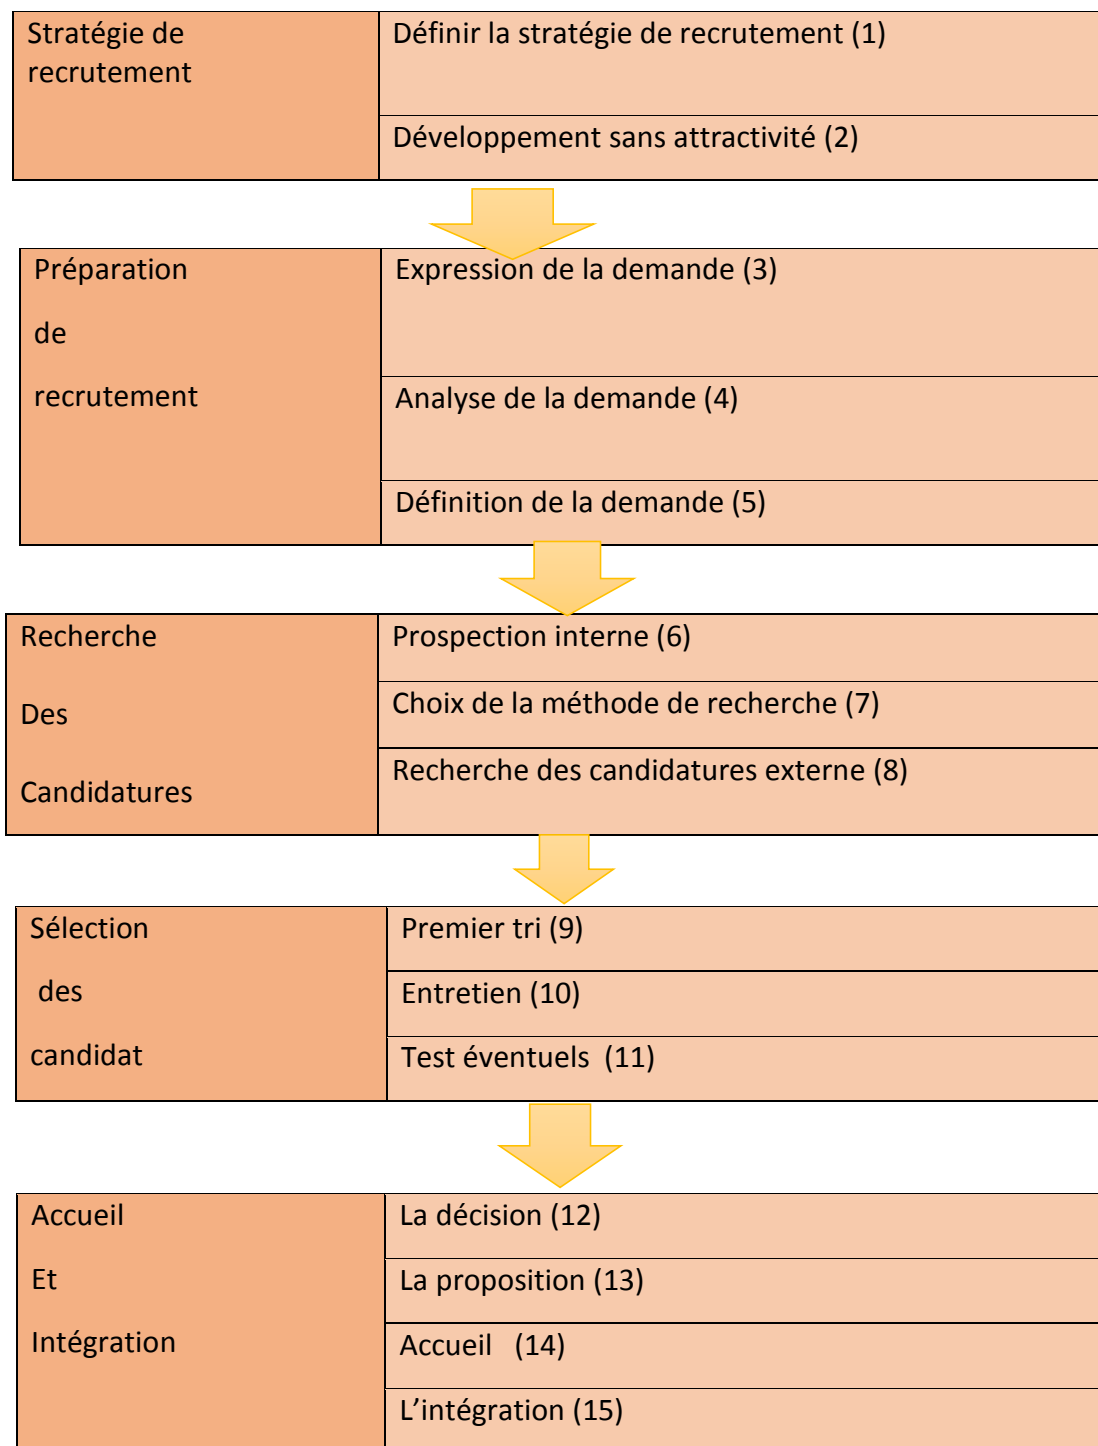 Stratégie de
recrutement
Définir la stratégie de recrutement (1)
Développement sans attractivité (2)
Préparation
de
recrutement
Expression de la demande (3)
Analyse de la demande (4)
Définition de la demande (5)
Recherche
Des
Candidatures
Prospection interne (6)
Choix de la méthode de recherche (7)
Recherche des candidatures externe (8)
Sélection
des
candidat
Premier tri (9)
Entretien (10)
Test éventuels  (11)
Accueil
Et
Intégration
La décision (12)
La proposition (13)
Accueil   (14)
L’intégration (15)